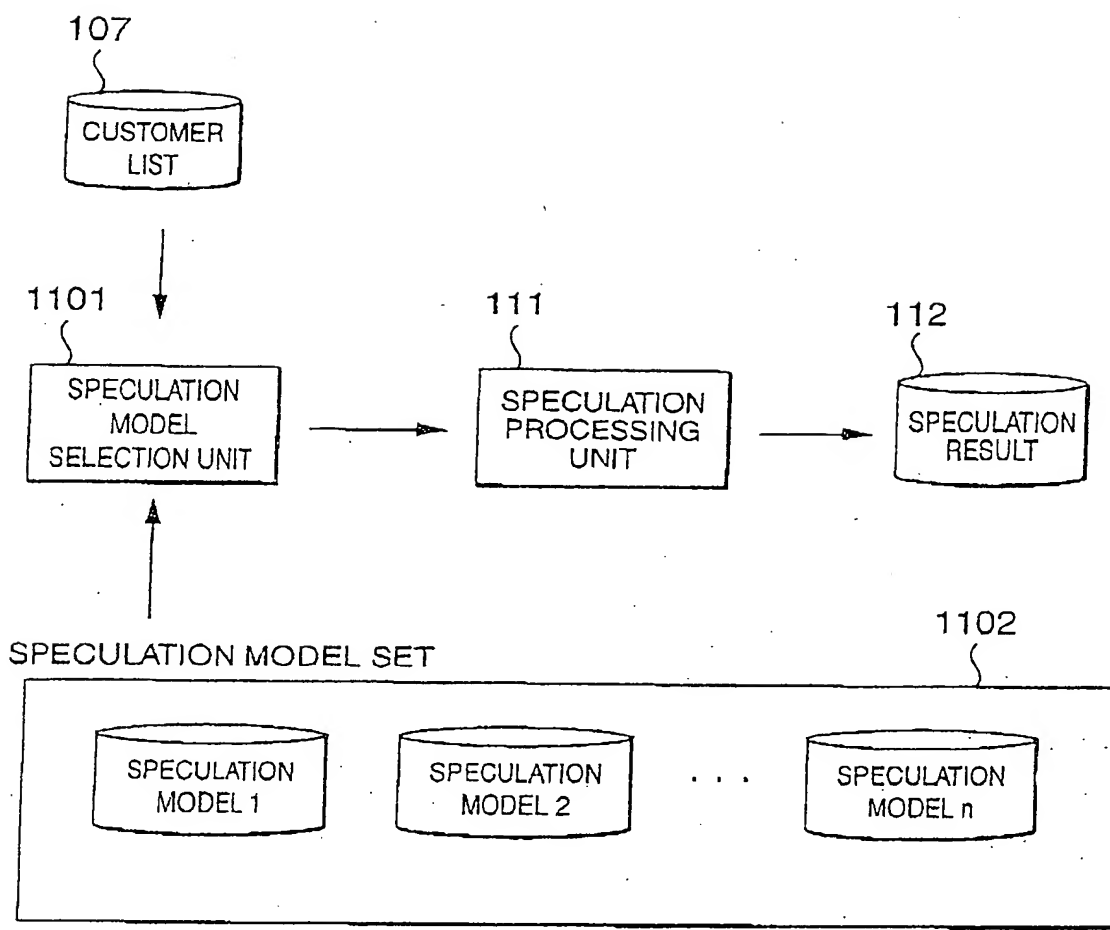 107
CUSTOMER
LIST
1101
SPECULATION
MODEL
SELECTION UNIT
111
SPECULATION
PROCESSING
UNIT
112
SPECULATION
RESULT
SPECULATION MODEL SET
1102
SPECULATION
MODEL 1
SPECULATION
MODEL 2
. . .
SPECULATION
MODEL n